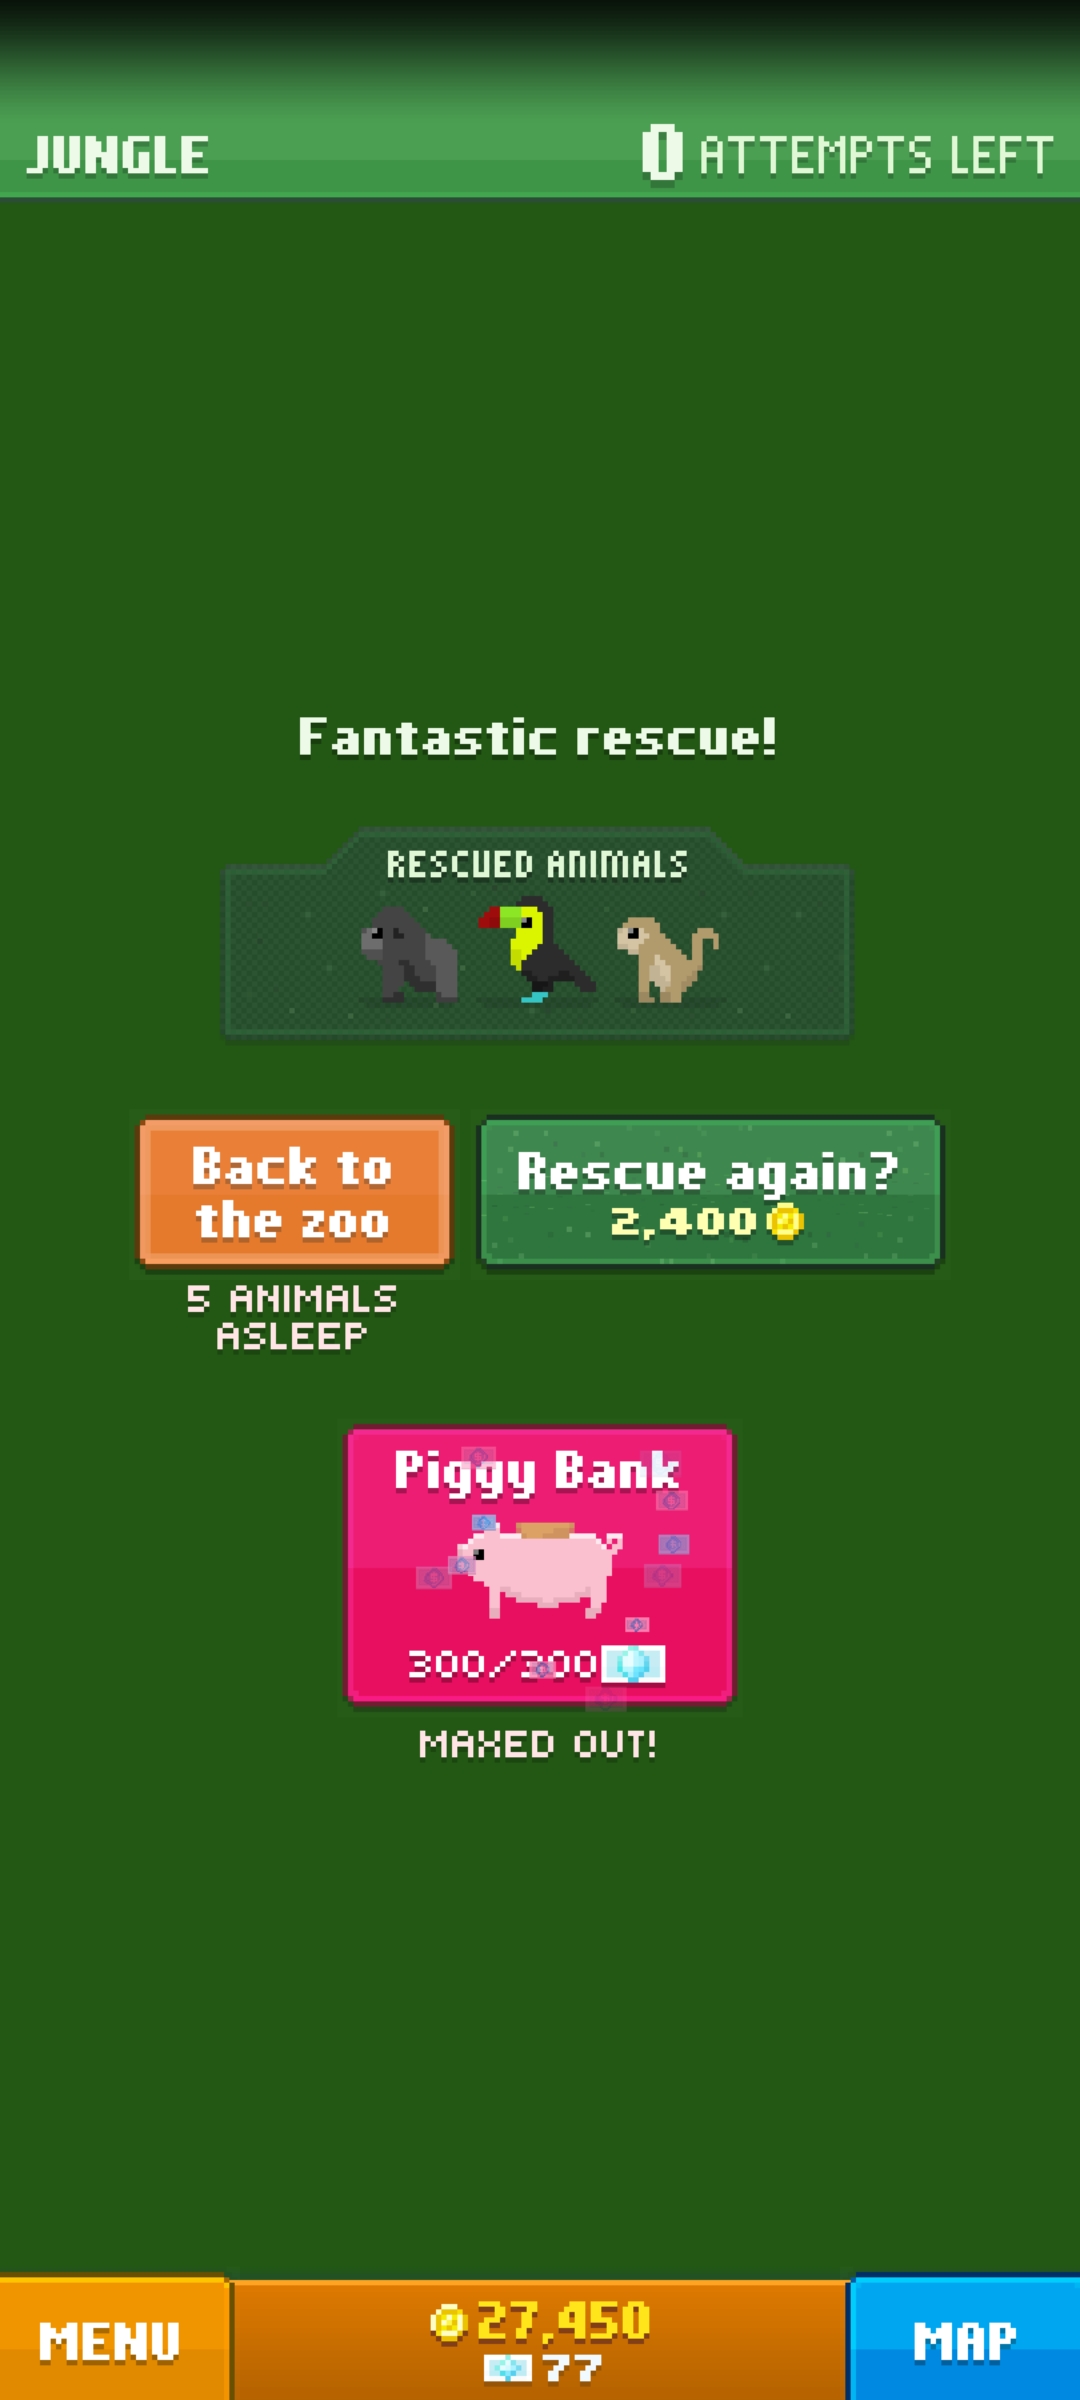 JUNGLE
0 ATTEMPTS LEFT
Fantastic rescue!
RESCUED ANIMALS
Back to
the zoo
Rescue again?
2,400
5 ANIMALS
ASLEEP
Piggy Bank
300/300
MAXED OUT!
MENU
27,450
77
MAP